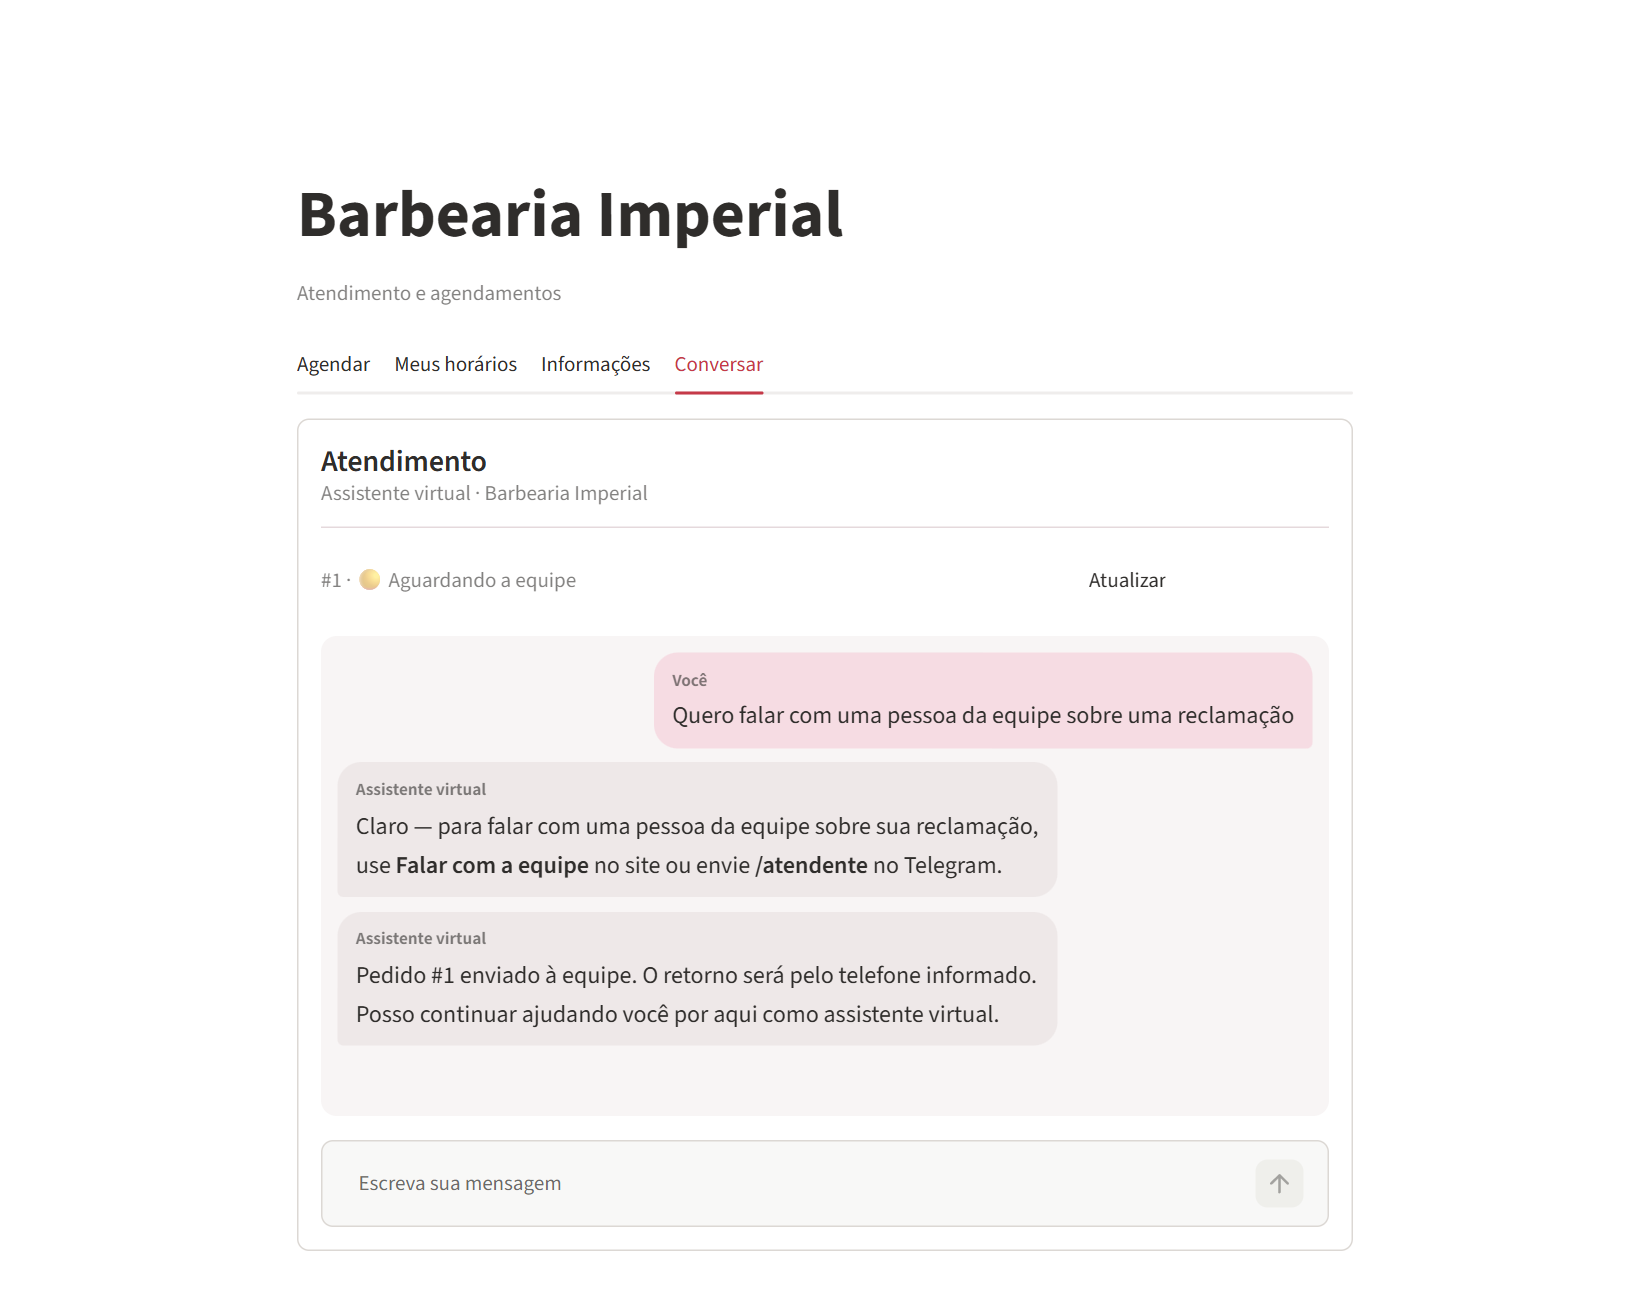 Barbearia Imperial
Atendimento e agendamentos
Agendar Meus horários Informações Conversar
Atendimento
Assistente virtual · Barbearia Imperial
#1 · 🟡 Aguardando a equipe Atualizar
Você
Quero falar com uma pessoa da equipe sobre uma reclamação
Assistente virtual
Claro — para falar com uma pessoa da equipe sobre sua reclamação,
use Falar com a equipe no site ou envie /atendente no Telegram.
Assistente virtual
Pedido #1 enviado à equipe. O retorno será pelo telefone informado.
Posso continuar ajudando você por aqui como assistente virtual.
Escreva sua mensagem